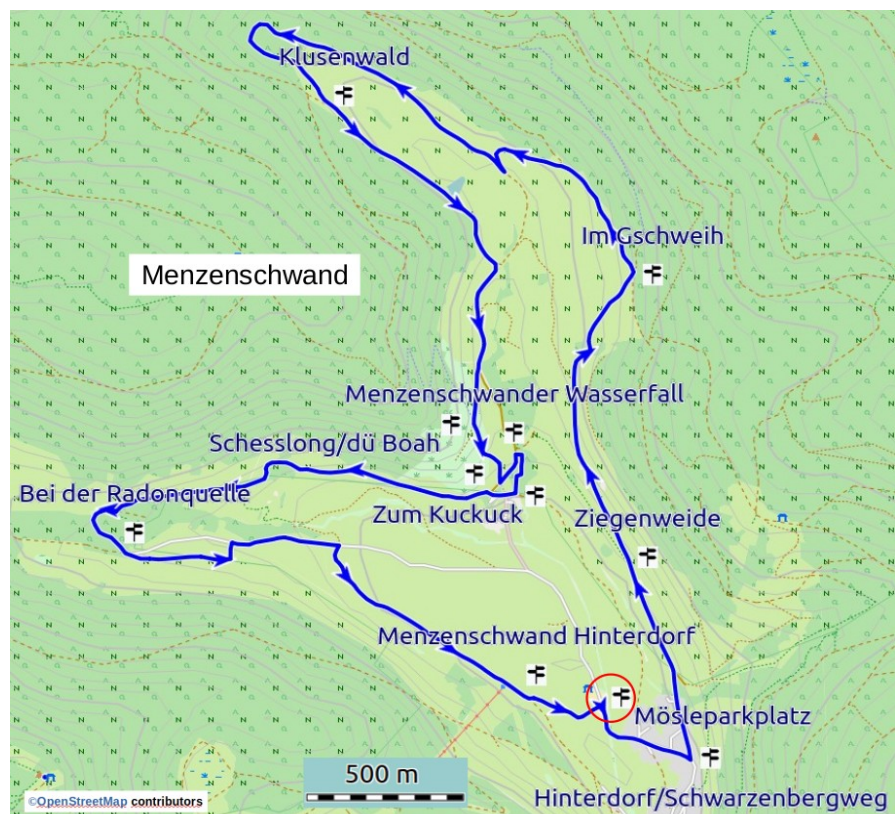 Klusenwald
Im Gschweih
Menzenschwand
Menzenschwander Wasserfall
Schesslong/dü Böah
Bei der Radonquelle
Zum Kuckuck
Ziegenweide
Menzenschwand Hinterdorf
Mösleparkplatz
500 m
Hinterdorf/Schwarzenbergweg
©OpenStreetMap contributors